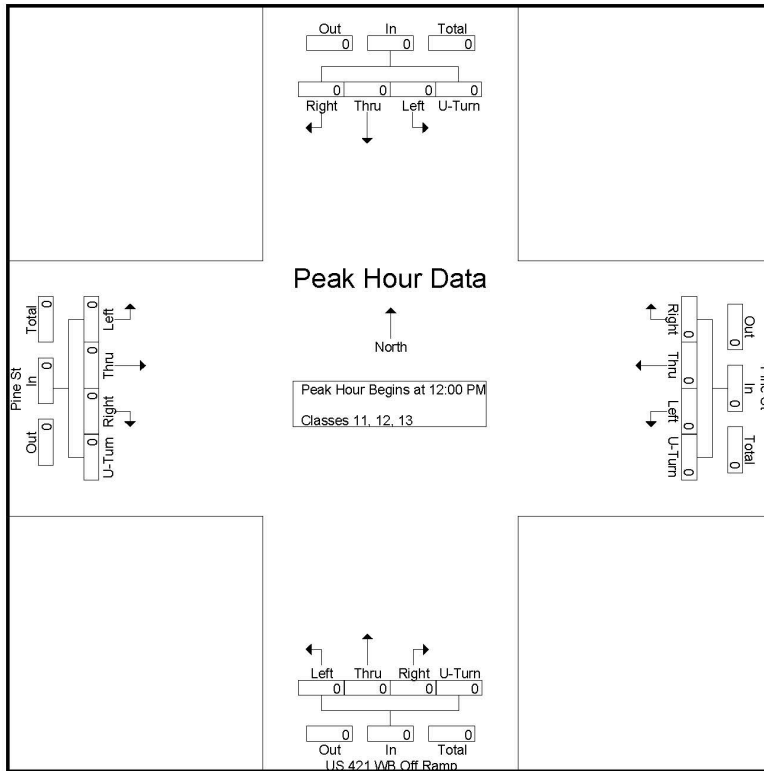 Out In Total
0 0 0
0 0 0 0
Right Thru Left U-Turn
Peak Hour Data
North
Peak Hour Begins at 12:00 PM
Classes 11, 12, 13
Pine St
Total In Out
0 0 0
0 0 0 0
Left Thru Right U-Turn
Right Thru Left U-Turn
0 0 0 0
0 0 0
Out In Total
Pine St
Left Thru Right U-Turn
0 0 0 0
0 0 0
Out In Total
US 421 WB Off Ramp